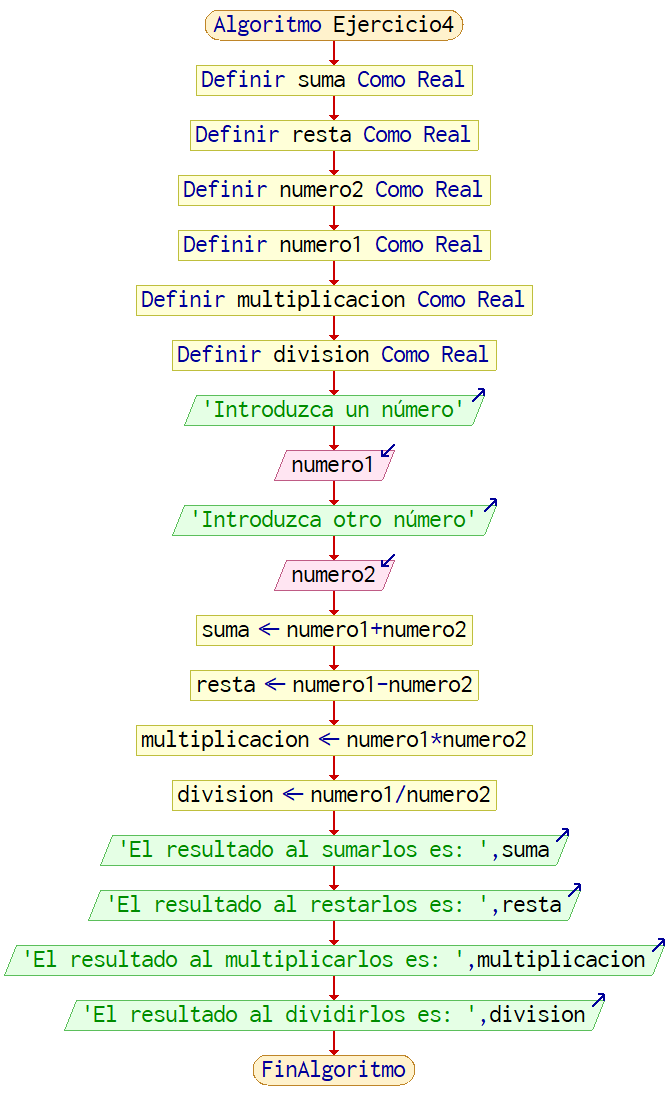 Algoritmo Ejercicio4
Definir suma Como Real
Definir resta Como Real
Definir numero2 Como Real
Definir numero1 Como Real
Definir multiplicacion Como Real
Definir division Como Real
'Introduzca un número'
numero1
'Introduzca otro número'
numero2
suma ← numero1+numero2
resta ← numero1-numero2
multiplicacion ← numero1*numero2
division ← numero1/numero2
'El resultado al sumarlos es: ',suma
'El resultado al restarlos es: ',resta
'El resultado al multiplicarlos es: ',multiplicacion
'El resultado al dividirlos es: ',division
FinAlgoritmo